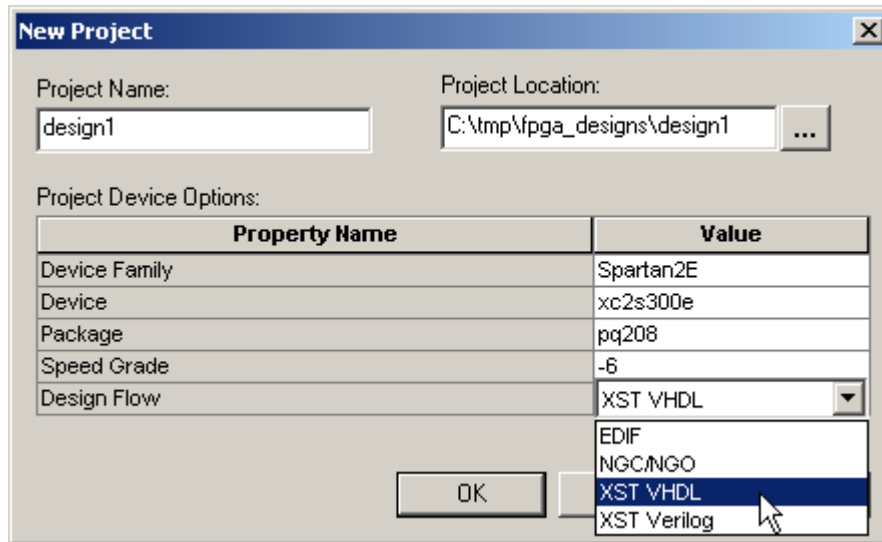 New Project
Project Name:
Project Location:
design1
C:\tmp\fpga_designs\design1
...
Project Device Options:
Property Name Value
Device Family Spartan2E
Device xc2s300e
Package pq208
Speed Grade -6
Design Flow XST VHDL
EDIF
NGC/NGO
OK XST VHDL
XST Verilog